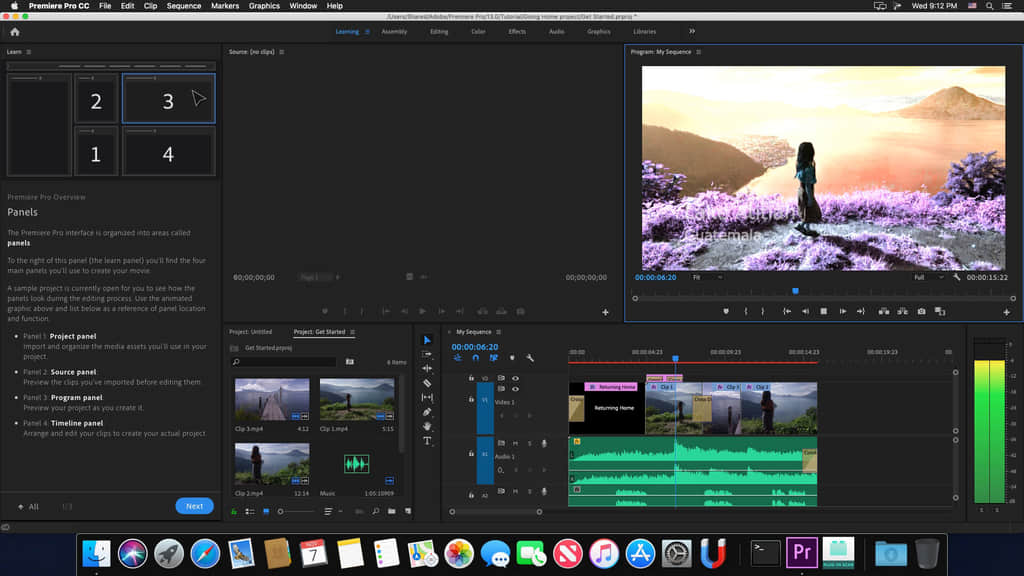 Premiere Pro CC File Edit Clip Sequence Markers Graphics Window Help
Wed 9:12 PM
/Users/Shared/Adobe/Premiere Pro/13.0/Tutorial/Going Home project/Get Started.prproj *
Learning Assembly Editing Color Effects Audio Graphics Libraries
Learn
Source: (no clips)
Program: My Sequence
2 3
1 4
Premiere Pro Overview
Panels
The Premiere Pro interface is organized into areas called
panels.
To the right of this panel (the learn panel) you'll find the four
main panels you'll use to create your movie.
A sample project is currently open for you to see how the
panels look during the editing process. Use the animated
graphic above and list below as a reference of panel location
and function.
Panel 1: Project panel
Import and organize the media assets you'll use in your
project.
Panel 2: Source panel
Preview the clips you've imported before editing them.
Panel 3: Program panel
Preview your project as you create it.
Panel 4: Timeline panel
Arrange and edit your clips to create your actual project.
All 1/3 Next
Guatemala
00;00;00;00 Page 1 00;00;00;00
00:00:06:20 Fit Full 00:00:15:22
Project: Untitled Project: Get Started
Get Started.prproj
6 Items
Clip 3.mp4 4:12
Clip 1.mp4 5:15
Clip 2.mp4 12:14
Music 1:05:10909
My Sequence
00:00:06:20
:00:00 00:00:04:23 00:00:09:23 00:00:14:23 00:00:19:23 00:
V2
V1 Video 1
A1 Audio 1 M S
A2 M S
Returning Home
Returning Home
Clip 1 Clip 3 Clip 2
S S
Pr